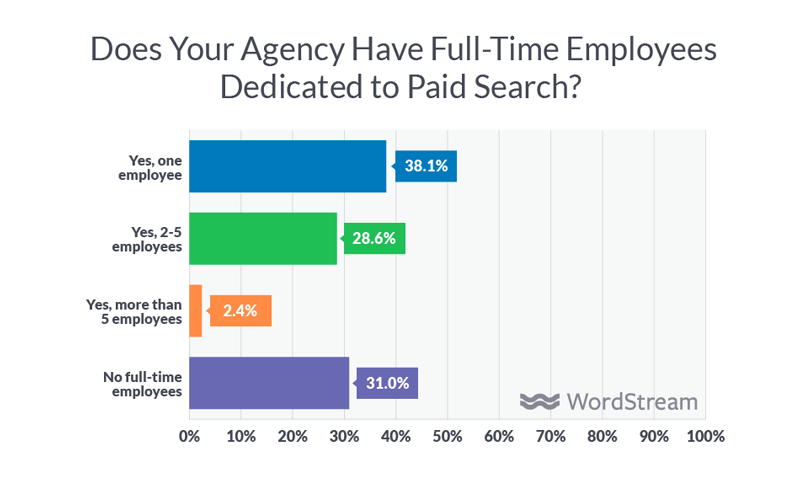 Does Your Agency Have Full-Time Employees
Dedicated to Paid Search?
Yes, one
employee
38.1%
Yes, 2-5
employees
28.6%
Yes, more than
5 employees
2.4%
No full-time
employees
31.0%
WordStream
0% 10% 20% 30% 40% 50% 60% 70% 80% 90% 100%